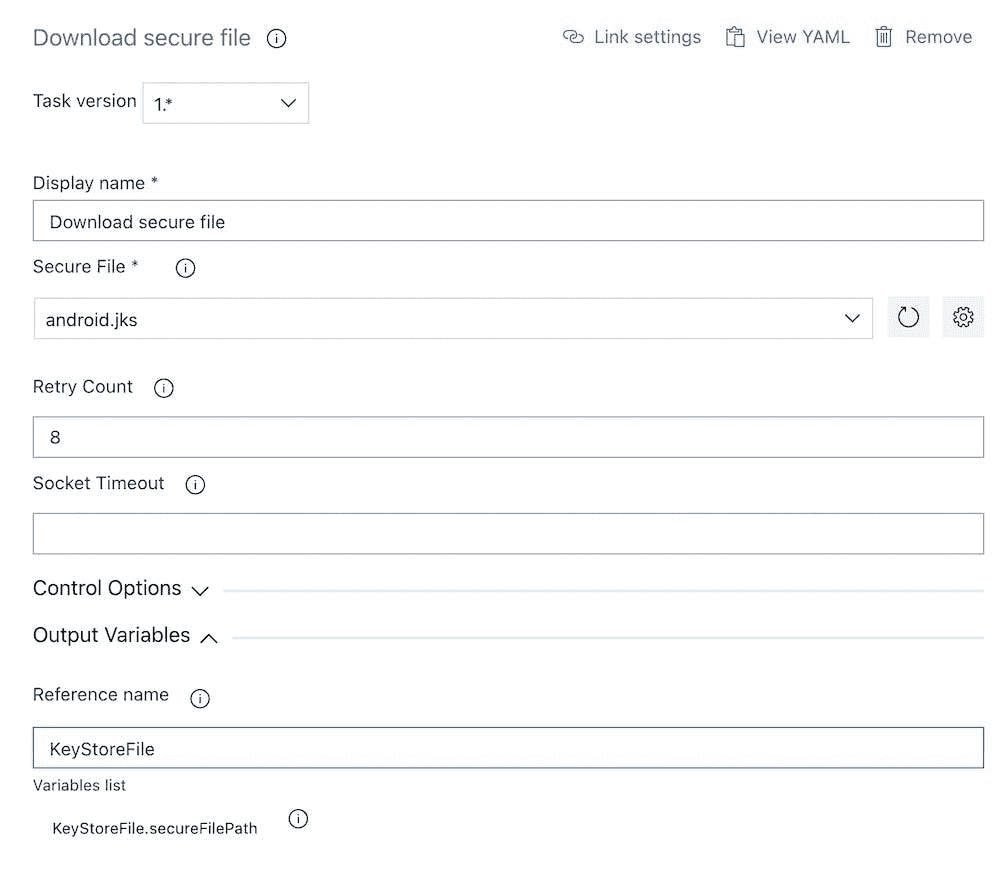 Download secure file
Link settings
View YAML
Remove
Task version 1.*
Display name *
Download secure file
Secure File *
android.jks
Retry Count
8
Socket Timeout
Control Options
Output Variables
Reference name
KeyStoreFile
Variables list
KeyStoreFile.secureFilePath